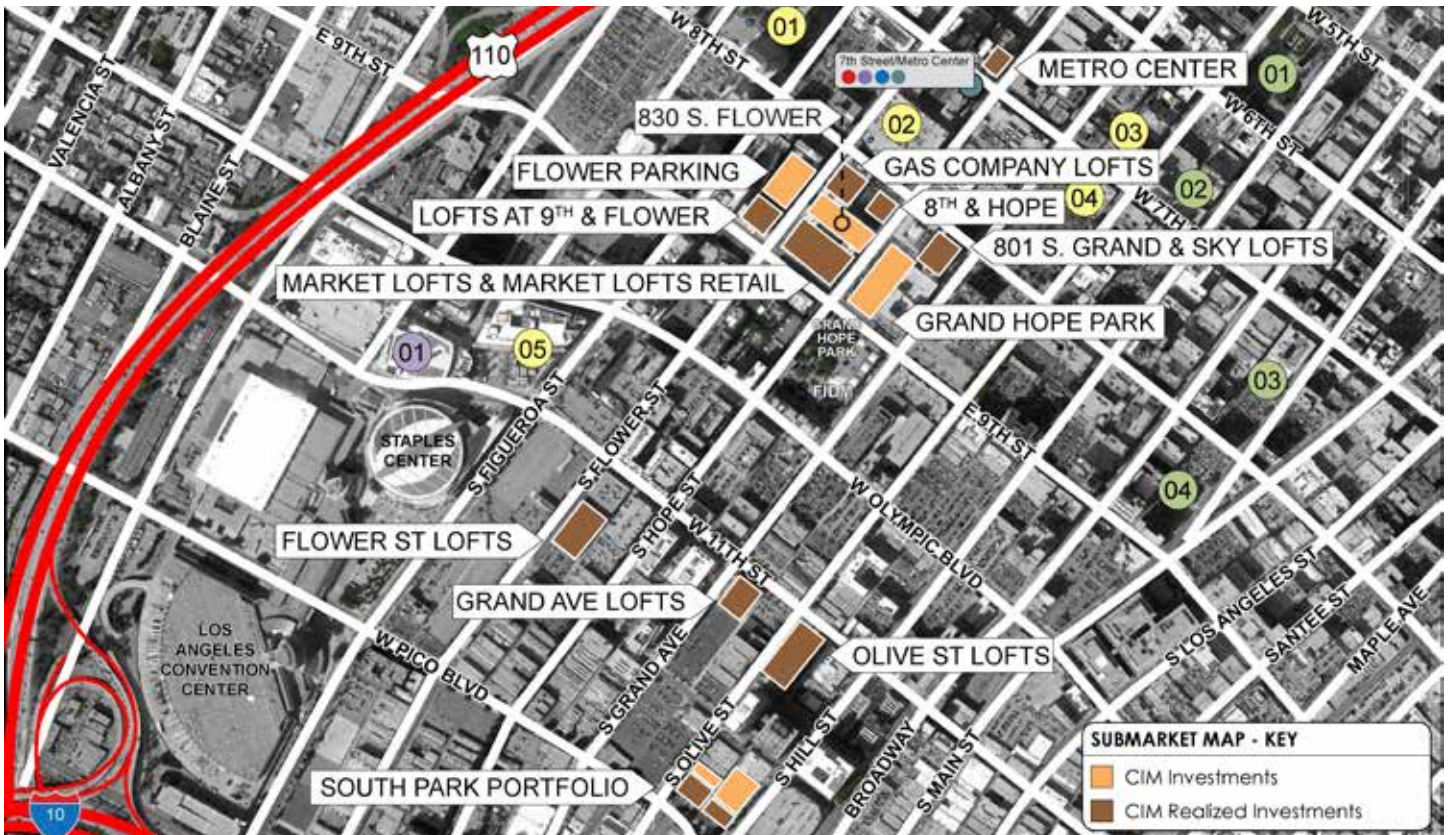 E 9TH ST
110
W 8TH ST
01
7th Street/Metro Center
METRO CENTER
W 5TH ST
01
VALENCIA ST
ALBANY ST
BLAINE ST
830 S. FLOWER
02
03
W 6TH ST
FLOWER PARKING
GAS COMPANY LOFTS
02
LOFTS AT 9TH & FLOWER
8TH & HOPE
04
W 7TH
801 S. GRAND & SKY LOFTS
MARKET LOFTS & MARKET LOFTS RETAIL
GRAND HOPE PARK
GRAND
HOPE
PARK
FIDM
01
05
03
E 9TH ST
STAPLES
CENTER
S.FIGUEROA ST
S.FLOWER ST
S HOPE ST
W 11TH ST
W OLYMPIC BLVD
04
FLOWER ST LOFTS
GRAND AVE LOFTS
S GRAND AVE
OLIVE ST LOFTS
LOS
ANGELES
CONVENTION
CENTER
W PICO BLVD
S LOS ANGELES ST
SANTEE ST
MAPLE AVE
SOUTH PARK PORTFOLIO
S OLIVE ST
S HILL ST
BROADWAY
S MAIN ST
10
SUBMARKET MAP - KEY
CIM Investments
CIM Realized Investments